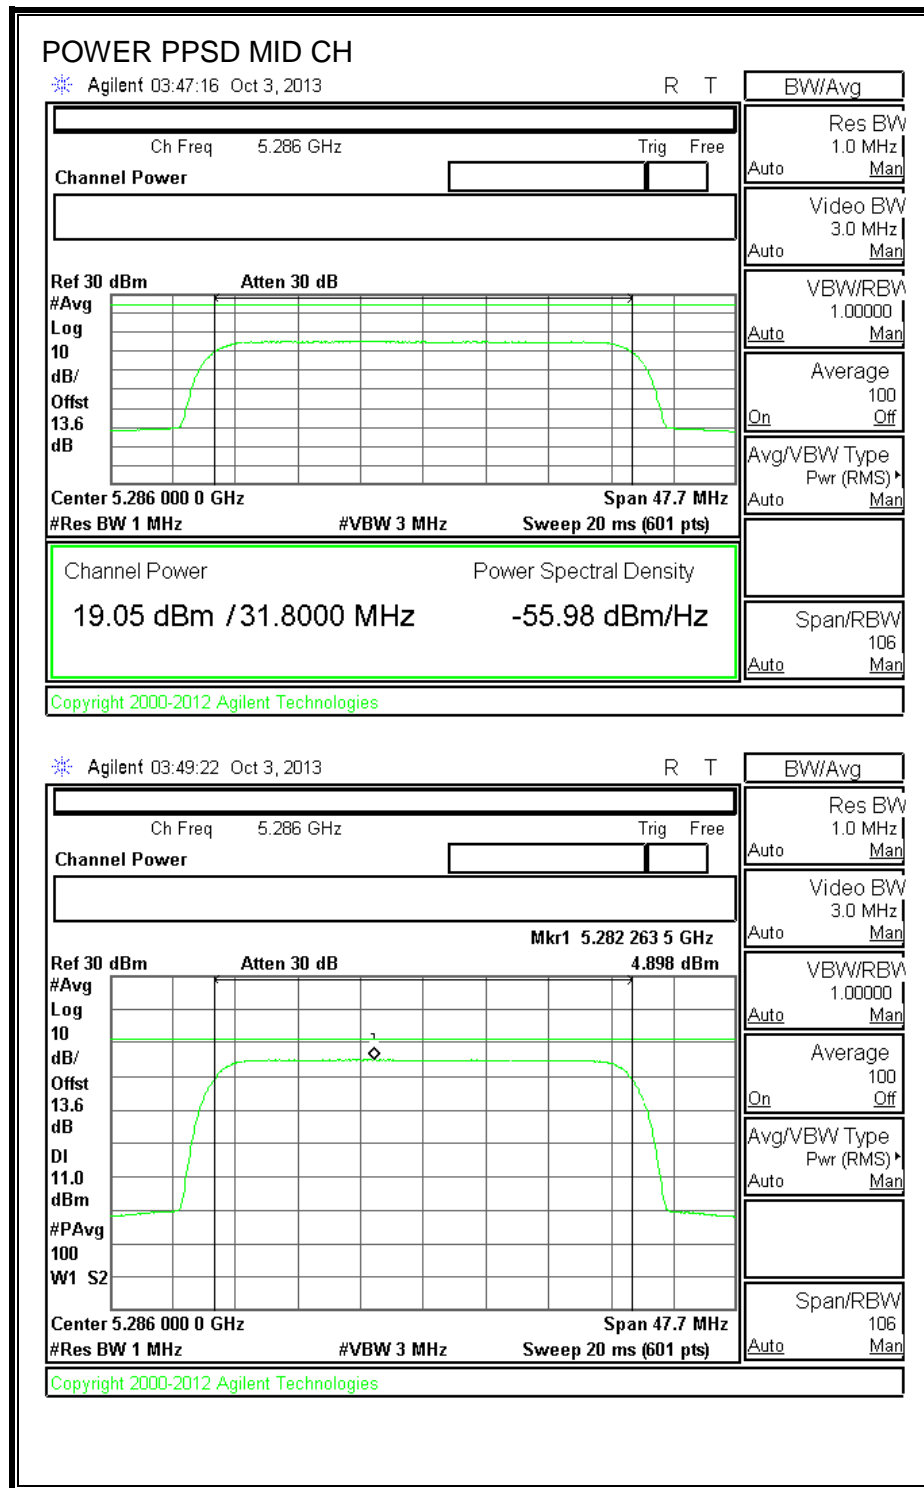 POWER PPSD MID CH
Agilent 03:47:16 Oct 3, 2013 R T
BW/Avg
Ch Freq 5.286 GHz Trig Free
Channel Power
Res BW
1.0 MHz
Auto Man
Video BW
3.0 MHz
Auto Man
VBW/RBW
1.00000
Auto Man
Average
100
On Off
Avg/VBW Type
Pwr (RMS)
Auto Man
Span/RBW
106
Auto Man
Ref 30 dBm Atten 30 dB
#Avg
Log
10
dB/
Offst
13.6
dB
Center 5.286 000 0 GHz Span 47.7 MHz
#Res BW 1 MHz #VBW 3 MHz Sweep 20 ms (601 pts)
Channel Power Power Spectral Density
19.05 dBm / 31.8000 MHz -55.98 dBm/Hz
Copyright 2000-2012 Agilent Technologies
Agilent 03:49:22 Oct 3, 2013 R T
BW/Avg
Ch Freq 5.286 GHz Trig Free
Channel Power
Res BW
1.0 MHz
Auto Man
Video BW
3.0 MHz
Auto Man
VBW/RBW
1.00000
Auto Man
Average
100
On Off
Avg/VBW Type
Pwr (RMS)
Auto Man
Span/RBW
106
Auto Man
Mkr1 5.282 263 5 GHz
Ref 30 dBm Atten 30 dB 4.898 dBm
#Avg
Log
10
dB/
Offst
13.6
dB
DI
11.0
dBm
#PAvg
100
W1 S2
1
Center 5.286 000 0 GHz Span 47.7 MHz
#Res BW 1 MHz #VBW 3 MHz Sweep 20 ms (601 pts)
Copyright 2000-2012 Agilent Technologies